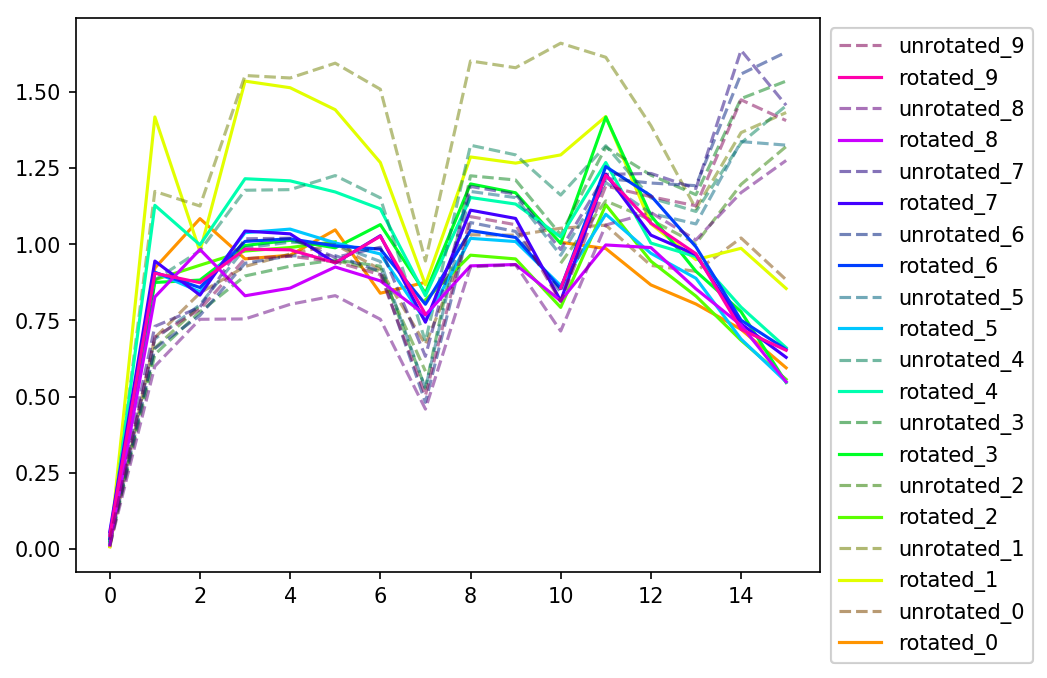 1.50
1.25
1.00
0.75
0.50
0.25
0.00
0 2 4 6 8 10 12 14
unrotated_9
rotated_9
unrotated_8
rotated_8
unrotated_7
rotated_7
unrotated_6
rotated_6
unrotated_5
rotated_5
unrotated_4
rotated_4
unrotated_3
rotated_3
unrotated_2
rotated_2
unrotated_1
rotated_1
unrotated_0
rotated_0